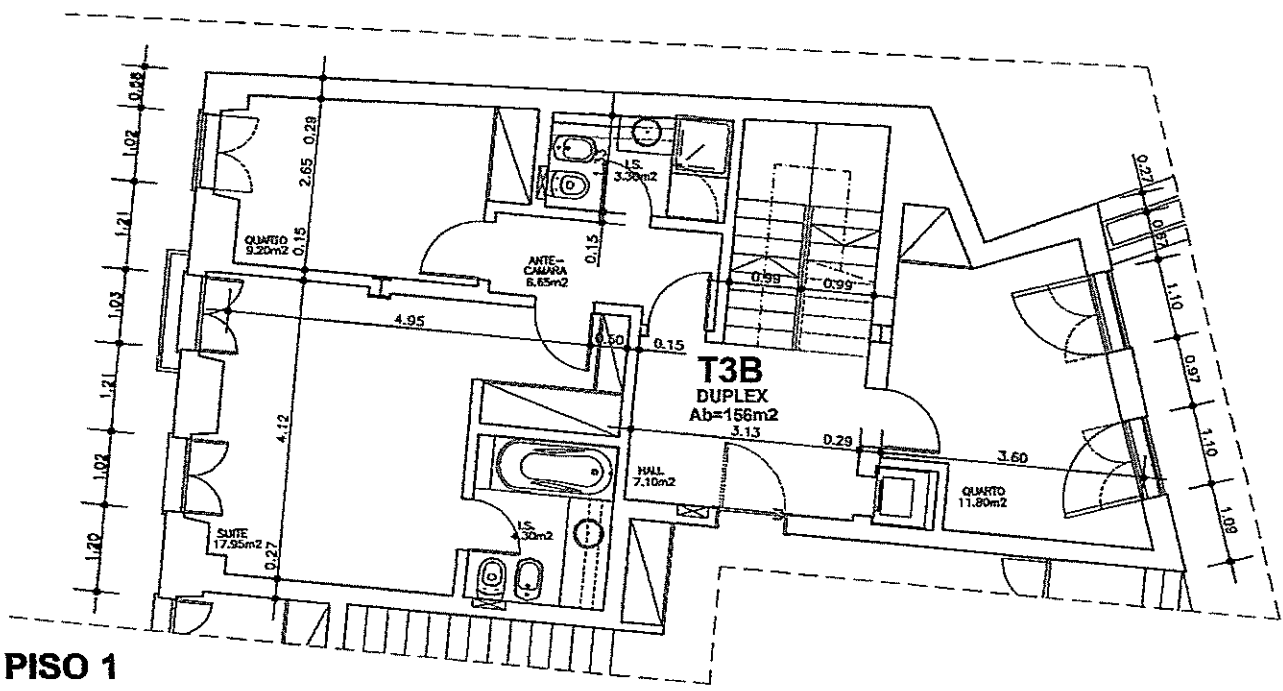 0.58
1.02
1.21
1.03
1.21
1.02
1.20
0.29
2.65
0.15
QUARTO
9.20m2
I.S.
3.30m2
ANTE-
CAMARA
6.65m2
0.15
0.99
0.99
4.95
0.50
0.15
T3B
DUPLEX
Ab=156m2
3.13
0.29
3.60
4.12
HALL
7.10m2
QUARTO
11.80m2
SUITE
17.95m2
0.27
I.S.
4.30m2
0.27
0.87
1.10
0.97
1.10
1.09
PISO 1